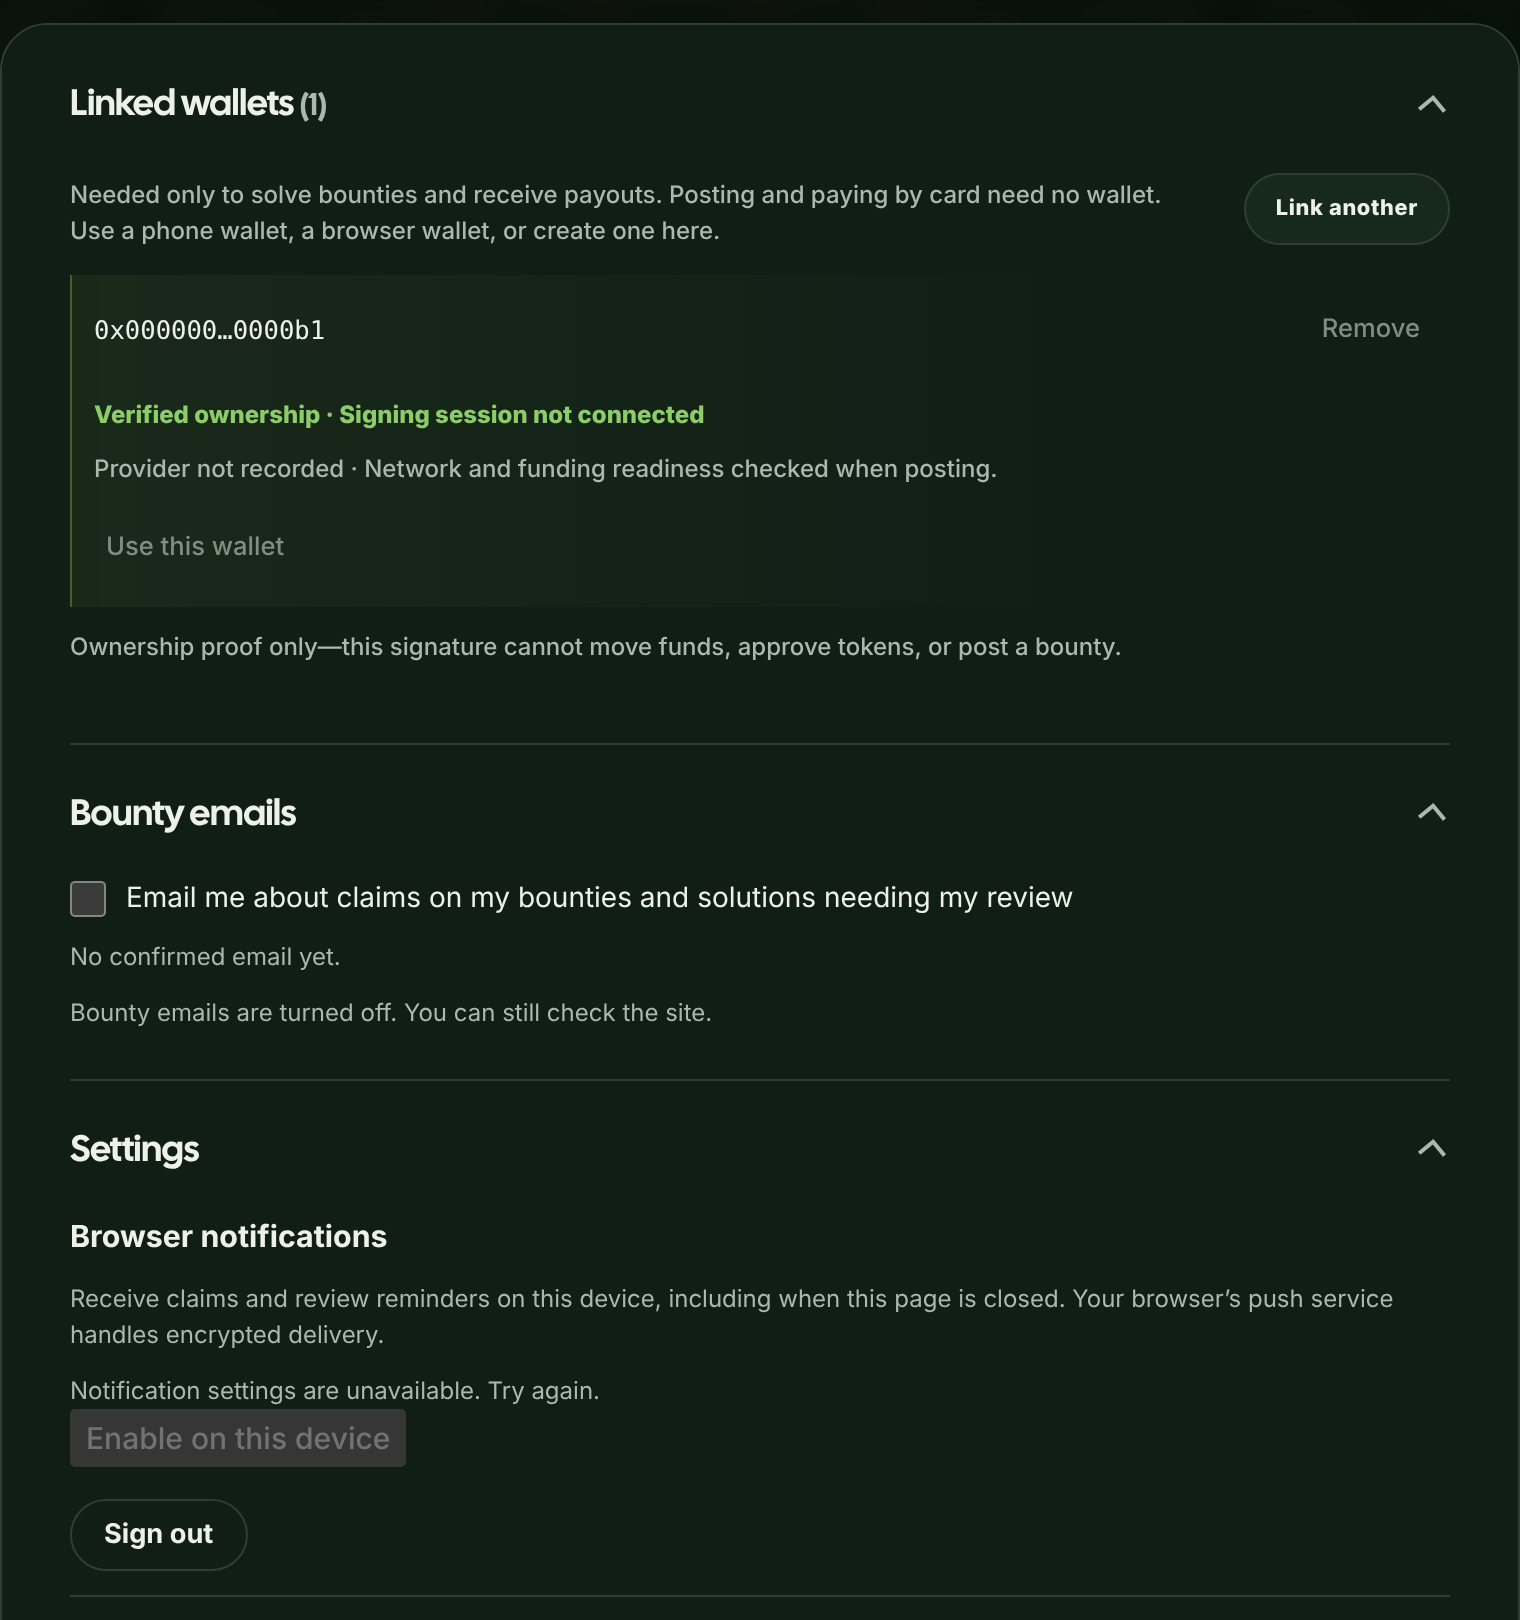 Linked wallets (1)
Needed only to solve bounties and receive payouts. Posting and paying by card need no wallet.
Use a phone wallet, a browser wallet, or create one here.
Link another
0x000000…0000b1
Remove
Verified ownership · Signing session not connected
Provider not recorded · Network and funding readiness checked when posting.
Use this wallet
Ownership proof only—this signature cannot move funds, approve tokens, or post a bounty.
Bounty emails
Email me about claims on my bounties and solutions needing my review
No confirmed email yet.
Bounty emails are turned off. You can still check the site.
Settings
Browser notifications
Receive claims and review reminders on this device, including when this page is closed. Your browser’s push service
handles encrypted delivery.
Notification settings are unavailable. Try again.
Enable on this device
Sign out